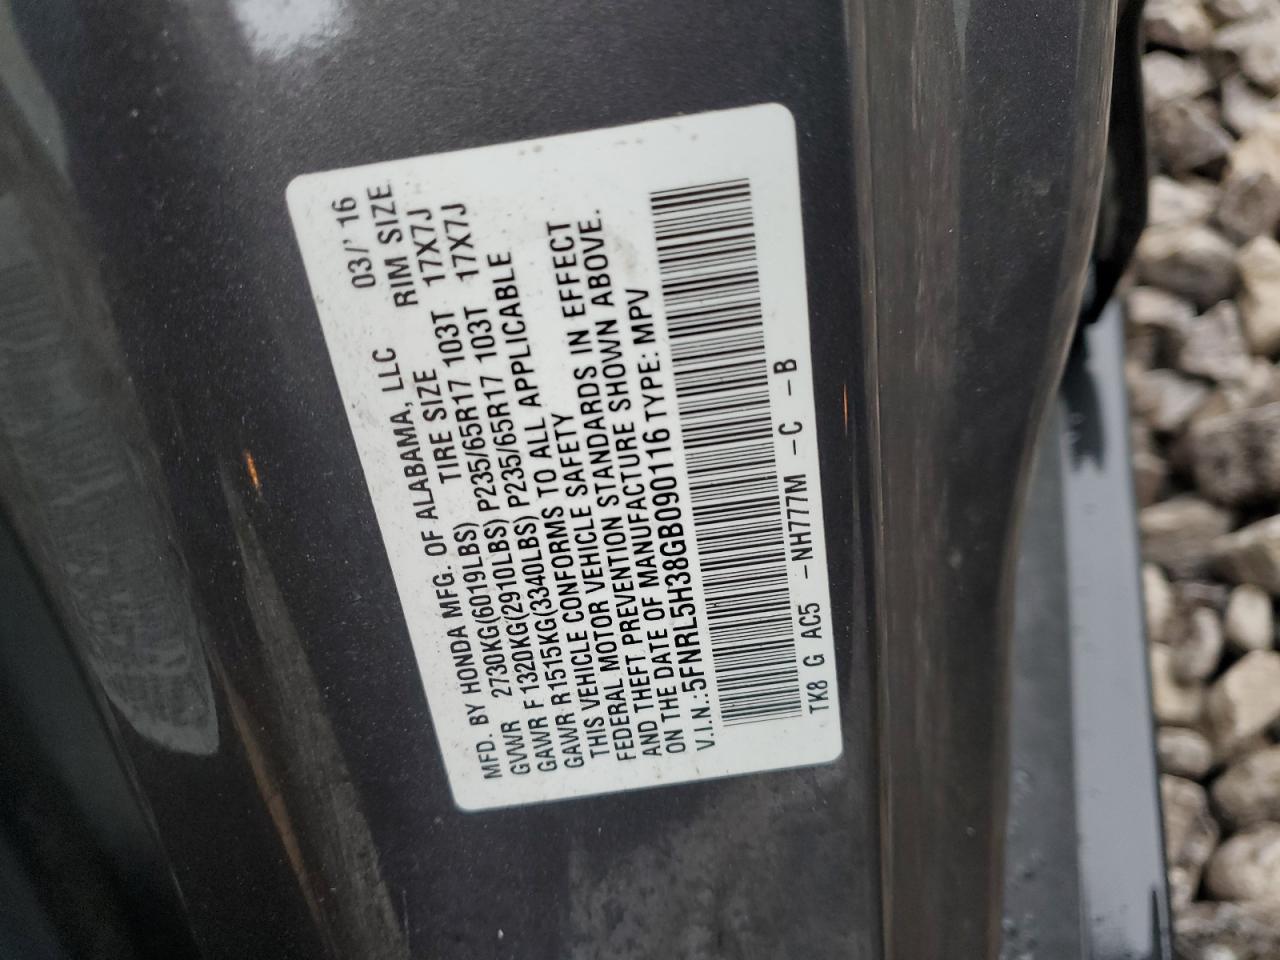 MFD. BY HONDA MFG. OF ALABAMA, LLC 03/' 16
GVWR 2730KG(6019LBS) TIRE SIZE RIM SIZE
GAWR F 1320KG(2910LBS) P235/65R17 103T 17X7J
GAWR R 1515KG(3340LBS) P235/65R17 103T 17X7J
THIS VEHICLE CONFORMS TO ALL APPLICABLE
FEDERAL MOTOR VEHICLE SAFETY
AND THEFT PREVENTION STANDARDS IN EFFECT
ON THE DATE OF MANUFACTURE SHOWN ABOVE.
V.I.N.: 5FNRL5H38GB090116 TYPE: MPV
TK8 G AC5 -NH777M -C -B